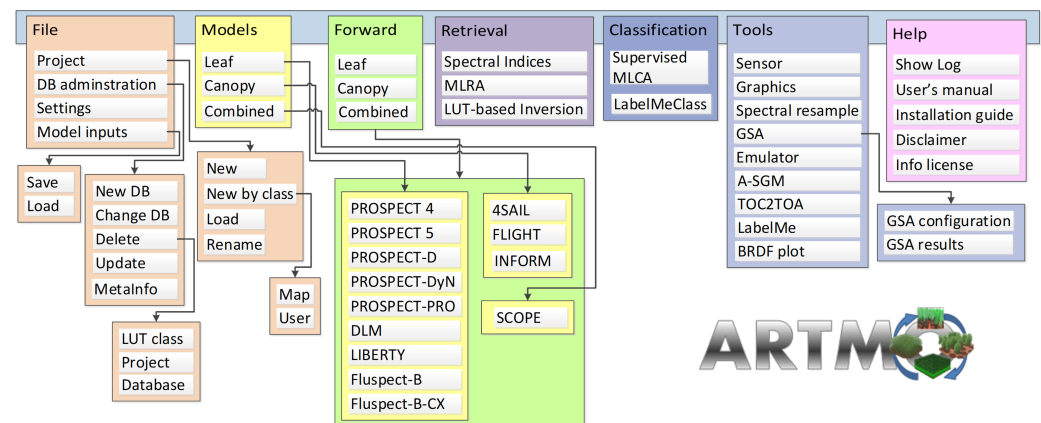 File
Project
DB adminstration
Settings
Model inputs
Save
Load
New DB
Change DB
Delete
Update
MetaInfo
LUT class
Project
Database
New
New by class
Load
Rename
Map
User
Models
Leaf
Canopy
Combined
Forward
Leaf
Canopy
Combined
PROSPECT 4
PROSPECT 5
PROSPECT-D
PROSPECT-DyN
PROSPECT-PRO
DLM
LIBERTY
Fluspect-B
Fluspect-B-CX
4SAIL
FLIGHT
INFORM
SCOPE
Retrieval
Spectral Indices
MLRA
LUT-based Inversion
Classification
Supervised
MLCA
LabelMeClass
Tools
Sensor
Graphics
Spectral resample
GSA
Emulator
A-SGM
TOC2TOA
LabelMe
BRDF plot
GSA configuration
GSA results
Help
Show Log
User’s manual
Installation guide
Disclaimer
Info license
ARTMO